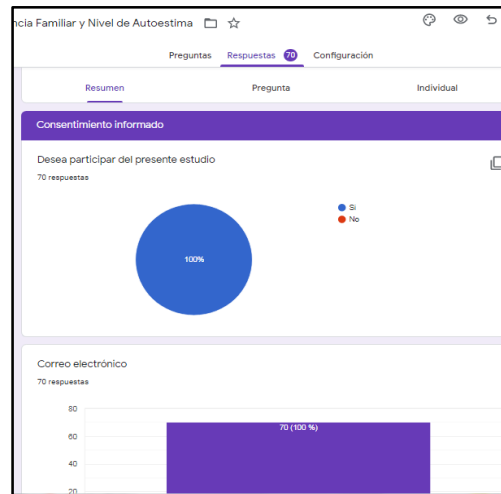 ncia Familiar y Nivel de Autoestima
Preguntas Respuestas 70 Configuración
Resumen Pregunta Individual
Consentimiento informado
Desea participar del presente estudio
70 respuestas
Si
No
100%
Correo electrónico
70 respuestas
80
70 (100 %)
60
40
20